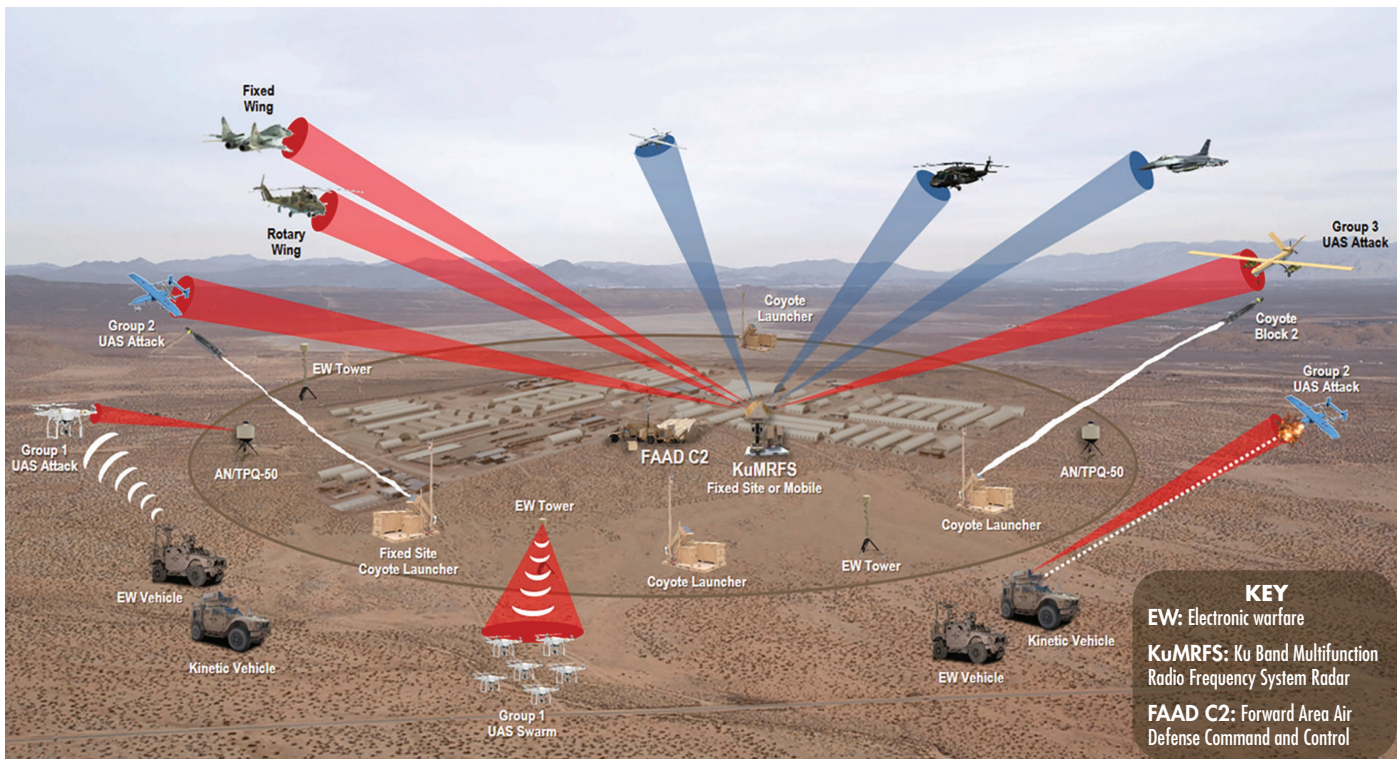 Fixed
Wing
Rotary
Wing
Group 3
UAS Attack
Group 2
UAS Attack
Coyote
Launcher
Coyote
Block 2
EW Tower
Group 2
UAS Attack
Group 1
UAS Attack
AN/TPQ-50
FAAD C2
KuMRFS
Fixed Site or Mobile
AN/TPQ-50
EW Tower
Fixed Site
Coyote Launcher
Coyote Launcher
Coyote Launcher
EW Tower
EW Vehicle
Kinetic Vehicle
Group 1
UAS Swarm
EW Vehicle
Kinetic Vehicle
KEY
EW: Electronic warfare
KuMRFS: Ku Band Multifunction
Radio Frequency System Radar
FAAD C2: Forward Area Air
Defense Command and Control